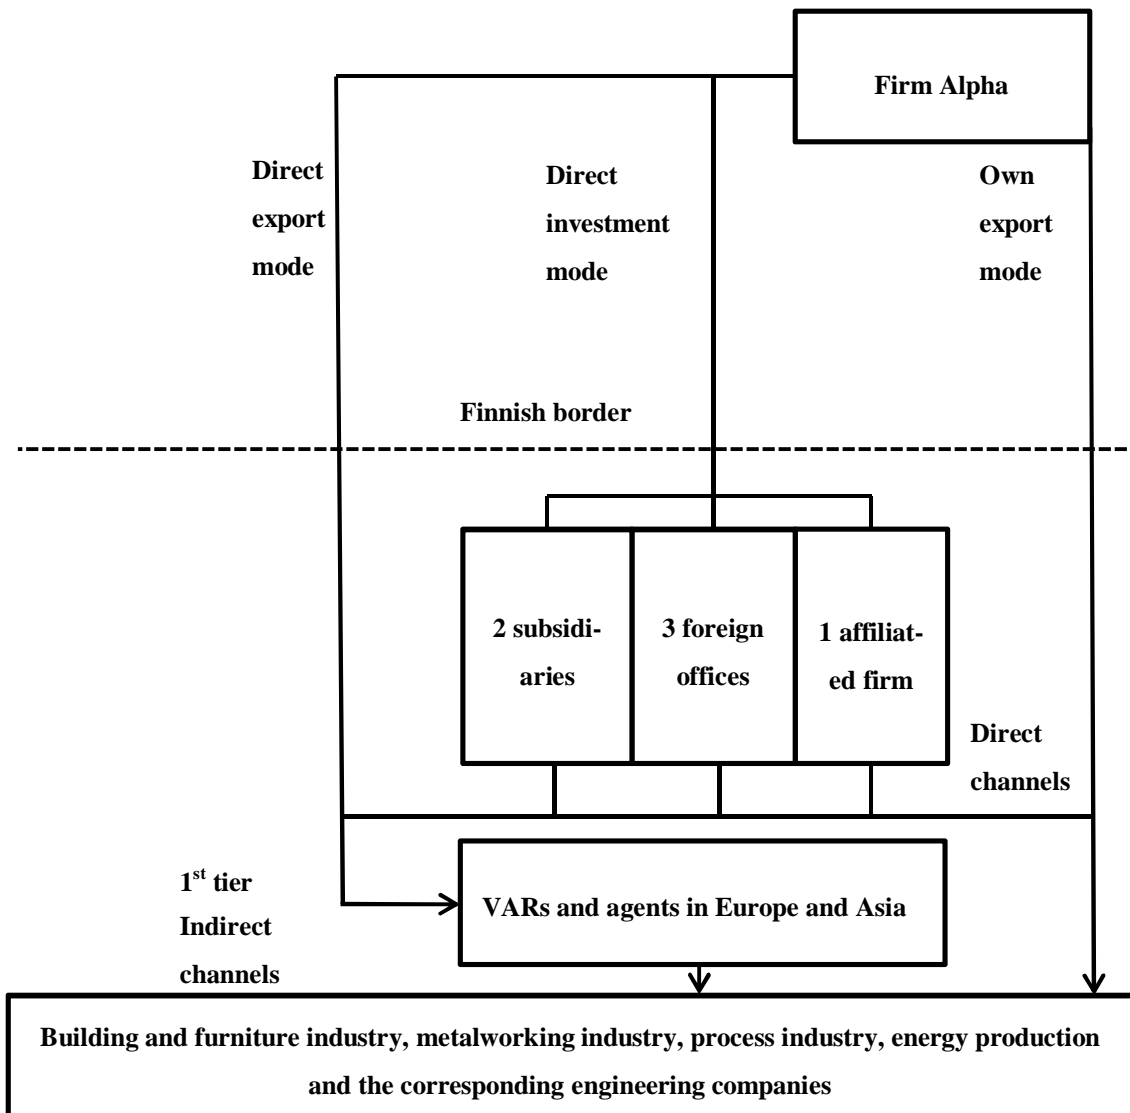 Firm Alpha
Direct
export
mode
Direct
investment
mode
Own
export
mode
Finnish border
2 subsidi-
aries
3 foreign
offices
1 affiliat-
ed firm
Direct
channels
1st tier
Indirect
channels
VARs and agents in Europe and Asia
Building and furniture industry, metalworking industry, process industry, energy production
and the corresponding engineering companies